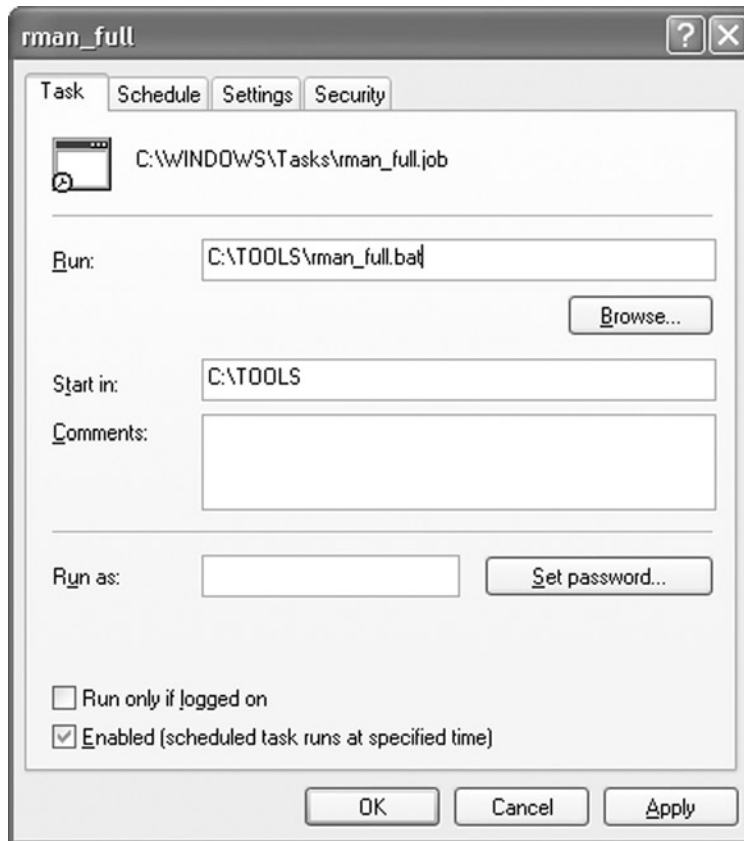 rman_full
Task Schedule Settings Security
C:\WINDOWS\Tasks\rman_full.job
Run: C:\TOOLS\rman_full.bat
Browse...
Start in: C:\TOOLS
Comments:
Run as: Set password...
Run only if logged on
Enabled (scheduled task runs at specified time)
OK Cancel Apply